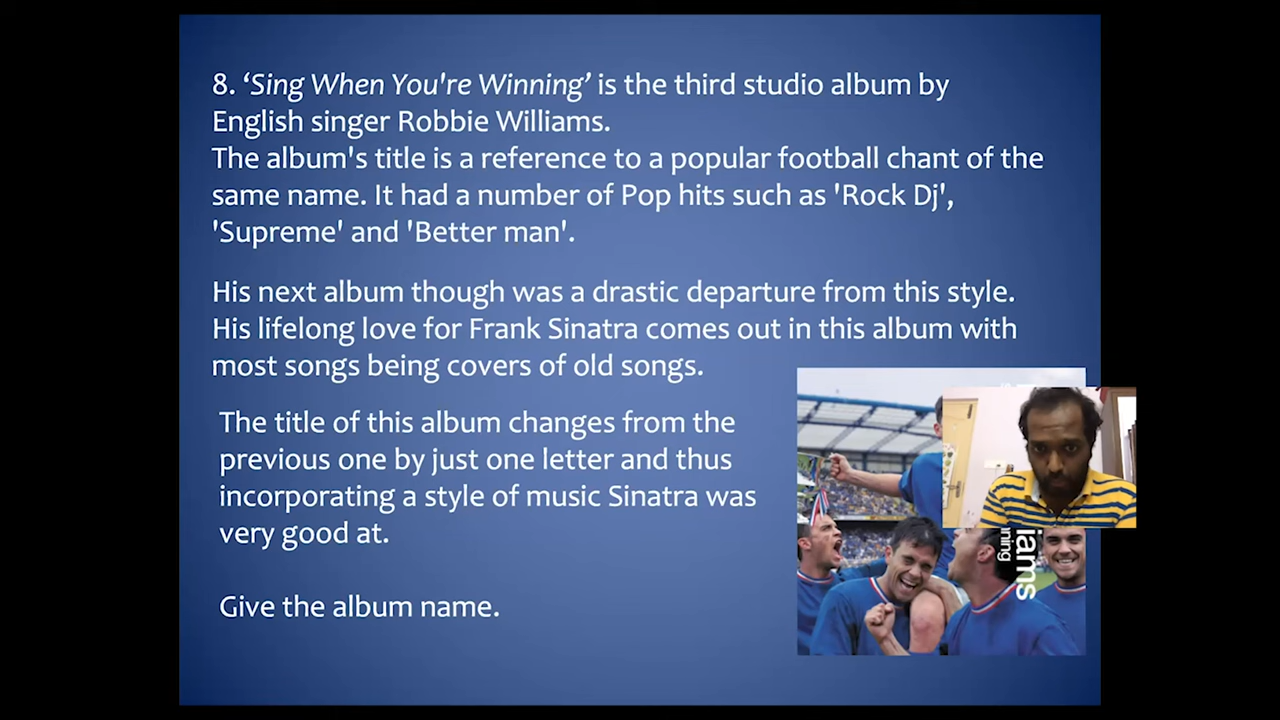 8. ‘Sing When You're Winning’ is the third studio album by
English singer Robbie Williams.
The album's title is a reference to a popular football chant of the
same name. It had a number of Pop hits such as 'Rock Dj',
'Supreme' and 'Better man'.
His next album though was a drastic departure from this style.
His lifelong love for Frank Sinatra comes out in this album with
most songs being covers of old songs.
The title of this album changes from the
previous one by just one letter and thus
incorporating a style of music Sinatra was
very good at.
Give the album name.
iams
ning